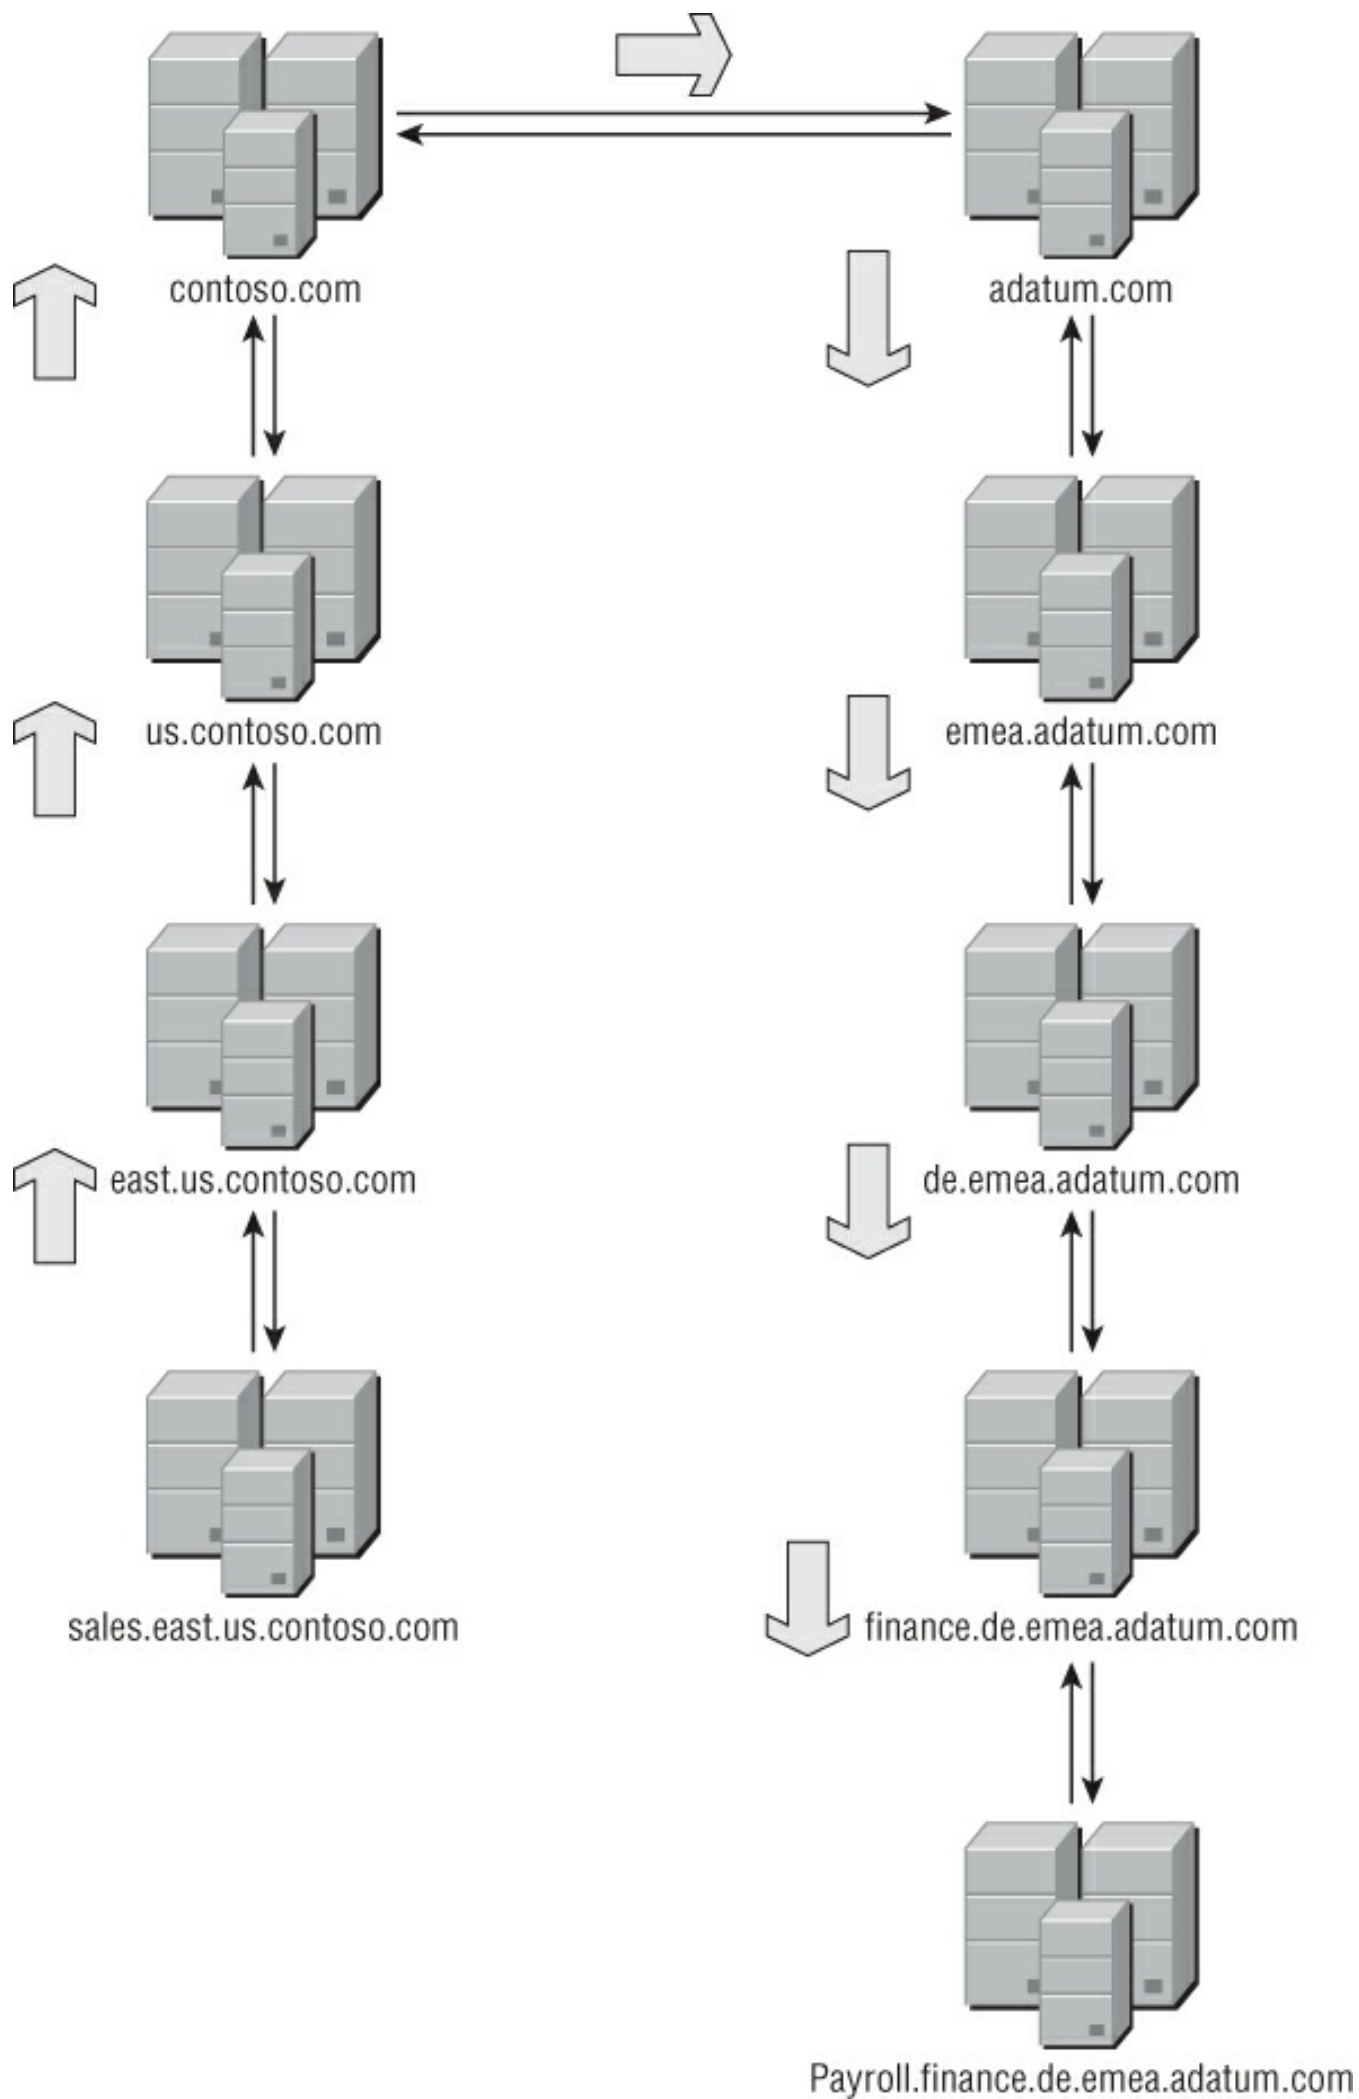 contoso.com
adatum.com
us.contoso.com
emea.adatum.com
east.us.contoso.com
de.emea.adatum.com
sales.east.us.contoso.com
finance.de.emea.adatum.com
Payroll.finance.de.emea.adatum.com